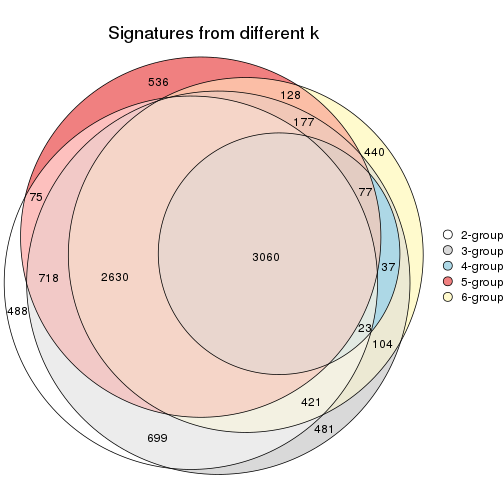 Signatures from different k
536
128
177
440
77
75
3060
37
718
2630
488
23
104
421
481
699
2-group
3-group
4-group
5-group
6-group